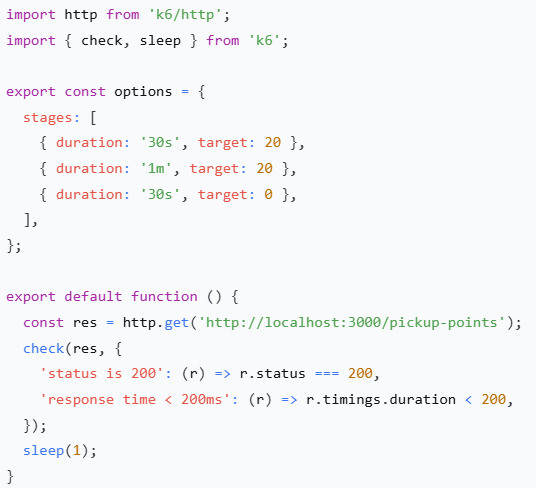 import http from 'k6/http';
import { check, sleep } from 'k6';

export const options = {
  stages: [
    { duration: '30s', target: 20 },
    { duration: '1m', target: 20 },
    { duration: '30s', target: 0 },
  ],
};

export default function () {
  const res = http.get('http://localhost:3000/pickup-points');
  check(res, {
    'status is 200': (r) => r.status === 200,
    'response time < 200ms': (r) => r.timings.duration < 200,
  });
  sleep(1);
}